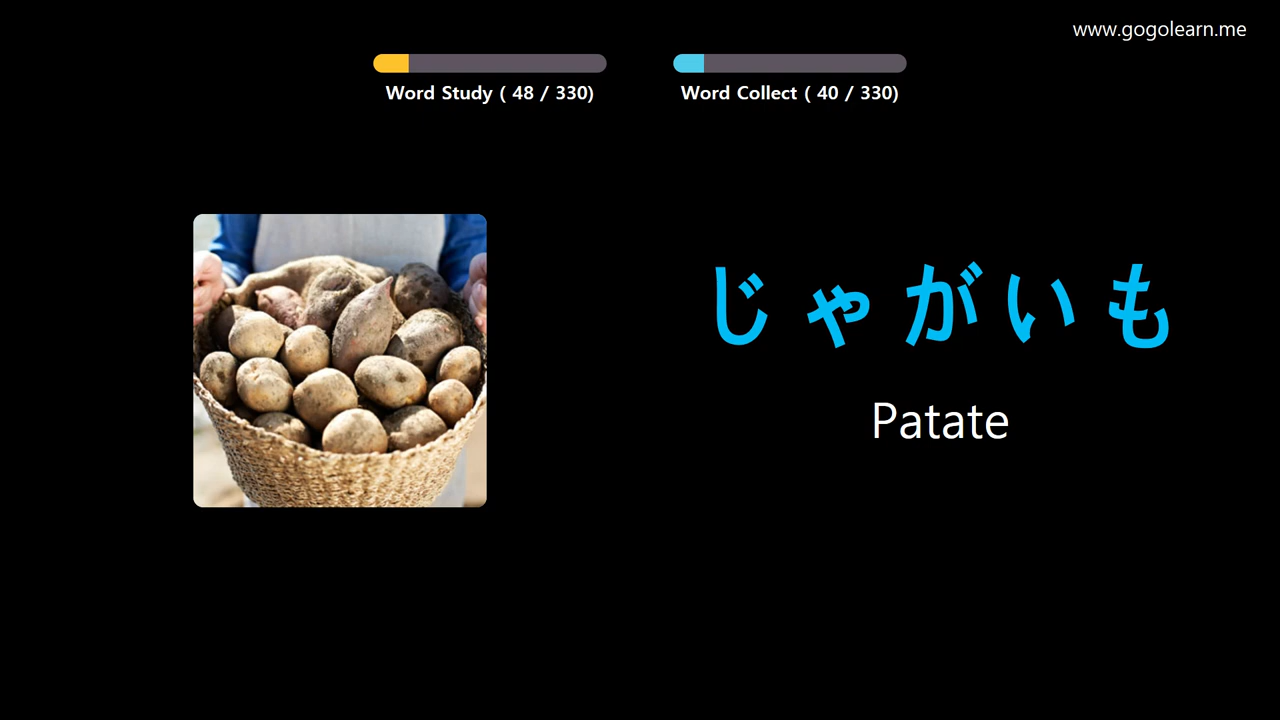 www.gogolearn.me
Word Study ( 48 / 330)
Word Collect ( 40 / 330)
じゃがいも
Patate